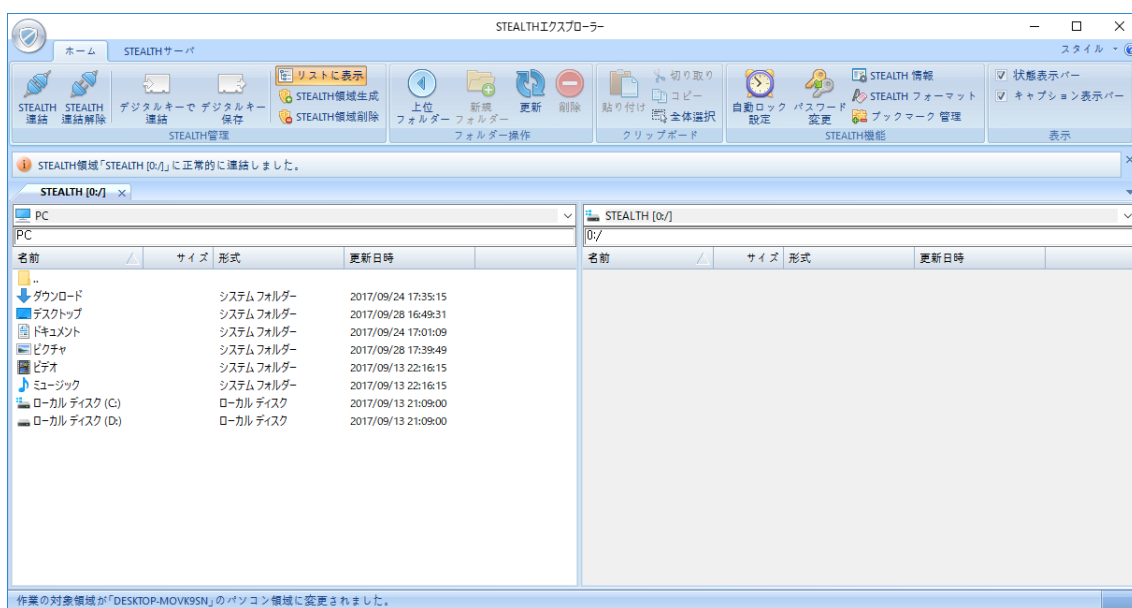 STEALTHエクスプローラー
ホーム STEALTHサーバ スタイル
STEALTH 連結
STEALTH 連結解除
デジタルキーで 連結
デジタルキー 保存
リストに表示
STEALTH領域生成
STEALTH領域削除
STEALTH管理
上位 フォルダー
新規 フォルダー
更新
削除
フォルダー操作
貼り付け
切り取り
コピー
全体選択
クリップボード
自動ロック 設定
パスワード 変更
STEALTH 情報
STEALTH フォーマット
ブックマーク 管理
STEALTH機能
状態表示バー
キャプション表示バー
表示
STEALTH領域「STEALTH [0:/]」に正常的に連結しました。
STEALTH [0:/]
PC
PC
名前 サイズ 形式 更新日時
..
ダウンロード システム フォルダー 2017/09/24 17:35:15
デスクトップ システム フォルダー 2017/09/28 16:49:31
ドキュメント システム フォルダー 2017/09/24 17:01:09
ピクチャ システム フォルダー 2017/09/28 17:39:49
ビデオ システム フォルダー 2017/09/13 22:16:15
ミュージック システム フォルダー 2017/09/13 22:16:15
ローカル ディスク (C:) ローカル ディスク 2017/09/13 21:09:00
ローカル ディスク (D:) ローカル ディスク 2017/09/13 21:09:00
STEALTH [0:/]
0:/
名前 サイズ 形式 更新日時
作業の対象領域が「DESKTOP-MOVK9SN」のパソコン領域に変更されました。